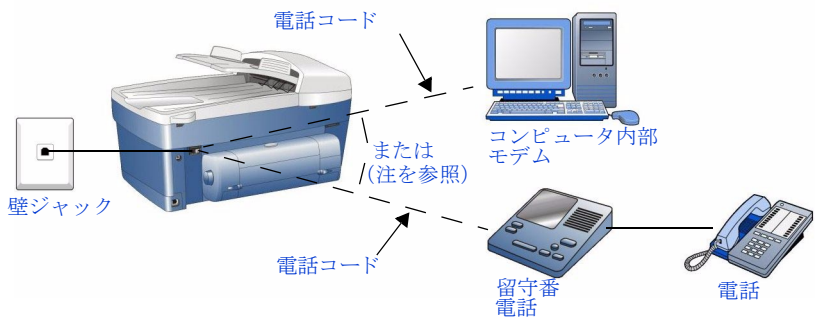 電話コード
コンピュータ内部
モデム
または
(注を参照)
壁ジャック
電話コード
留守番
電話
電話